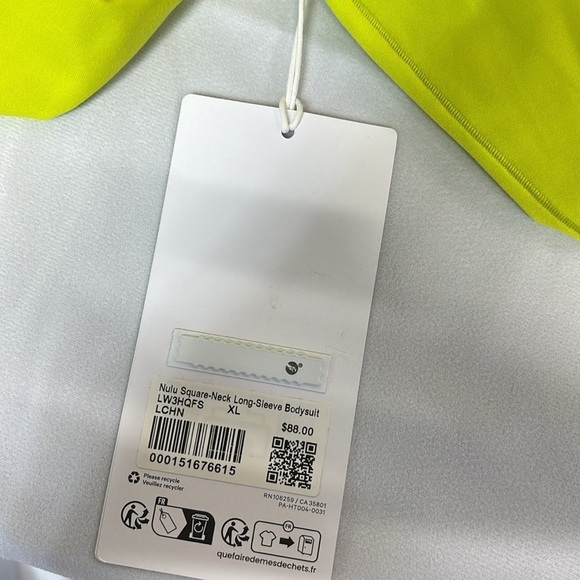 Nulu Square-Neck Long-Sleeve Bodysuit
LW3HQFS XL
LCHN $88.00
000151676615
Please recycle
Veuillez recycler
RN106259 / CA35801
PA-HT004-0031
FR
FR
quefairedemesdechets.fr